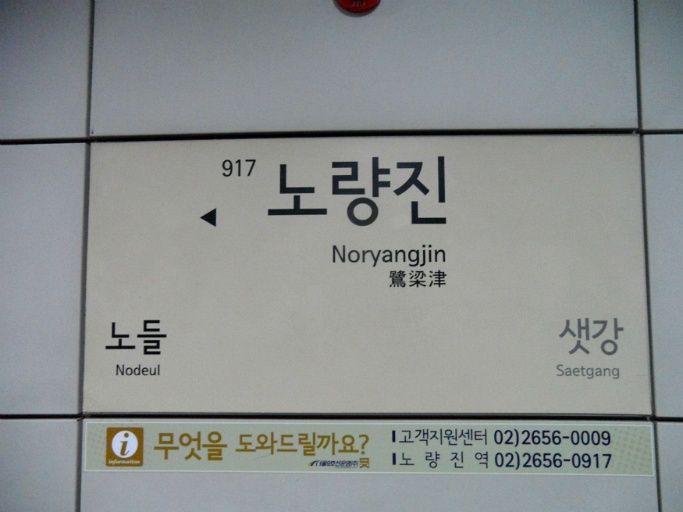 917 노량진
◀
Noryangjin
鷺梁津
노들
Nodeul
샛강
Saetgang
i 무엇을 도와드릴까요?
information
고객지원센터 02)2656-0009
노 량 진 역 02)2656-0917